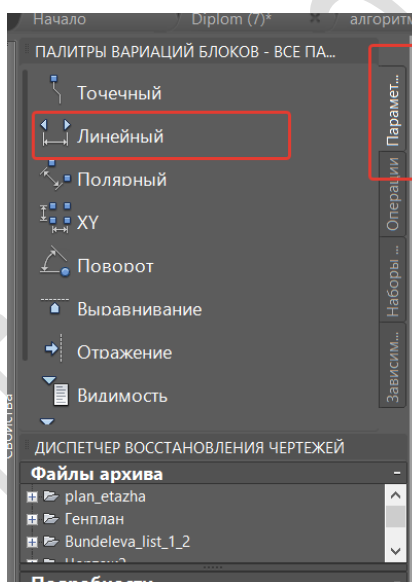 Начало
Diplom (7)*
алгоритм
ПАЛИТРЫ ВАРИАЦИЙ БЛОКОВ - ВСЕ ПА...
Точечный
Линейный
Полярный
XY
Поворот
Выравнивание
Отражение
Видимость
Парамет...
Операции
Наборы ...
Зависим...
Свойства
ДИСПЕТЧЕР ВОССТАНОВЛЕНИЯ ЧЕРТЕЖЕЙ
Файлы архива
plan_etazha
Генплан
Bundeleva_list_1_2
Чертеж2
Подробности